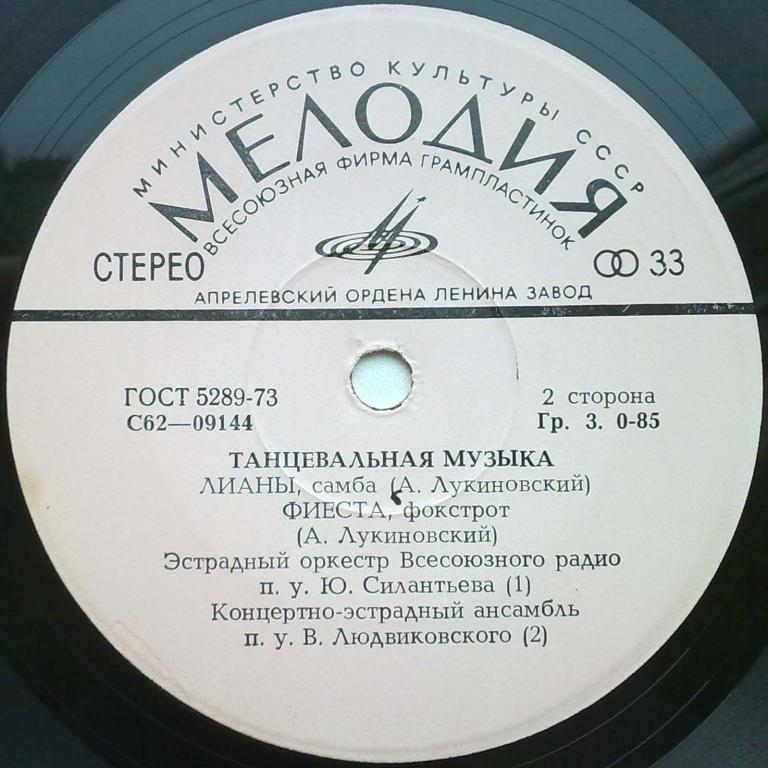 МИНИСТЕРСТВО КУЛЬТУРЫ СССР
МЕЛОДИЯ
ВСЕСОЮЗНАЯ ФИРМА ГРАМПЛАСТИНОК
СТЕРЕО
33
АПРЕЛЕВСКИЙ ОРДЕНА ЛЕНИНА ЗАВОД
ГОСТ 5289-73
2 сторона
С62—09144
Гр. 3. 0-85
ТАНЦЕВАЛЬНАЯ МУЗЫКА
ЛИАНЫ, самба (А. Лукиновский)
ФИЕСТА, фокстрот
(А. Лукиновский)
Эстрадный оркестр Всесоюзного радио
п. у. Ю. Силантьева (1)
Концертно-эстрадный ансамбль
п. у. В. Людвиковского (2)